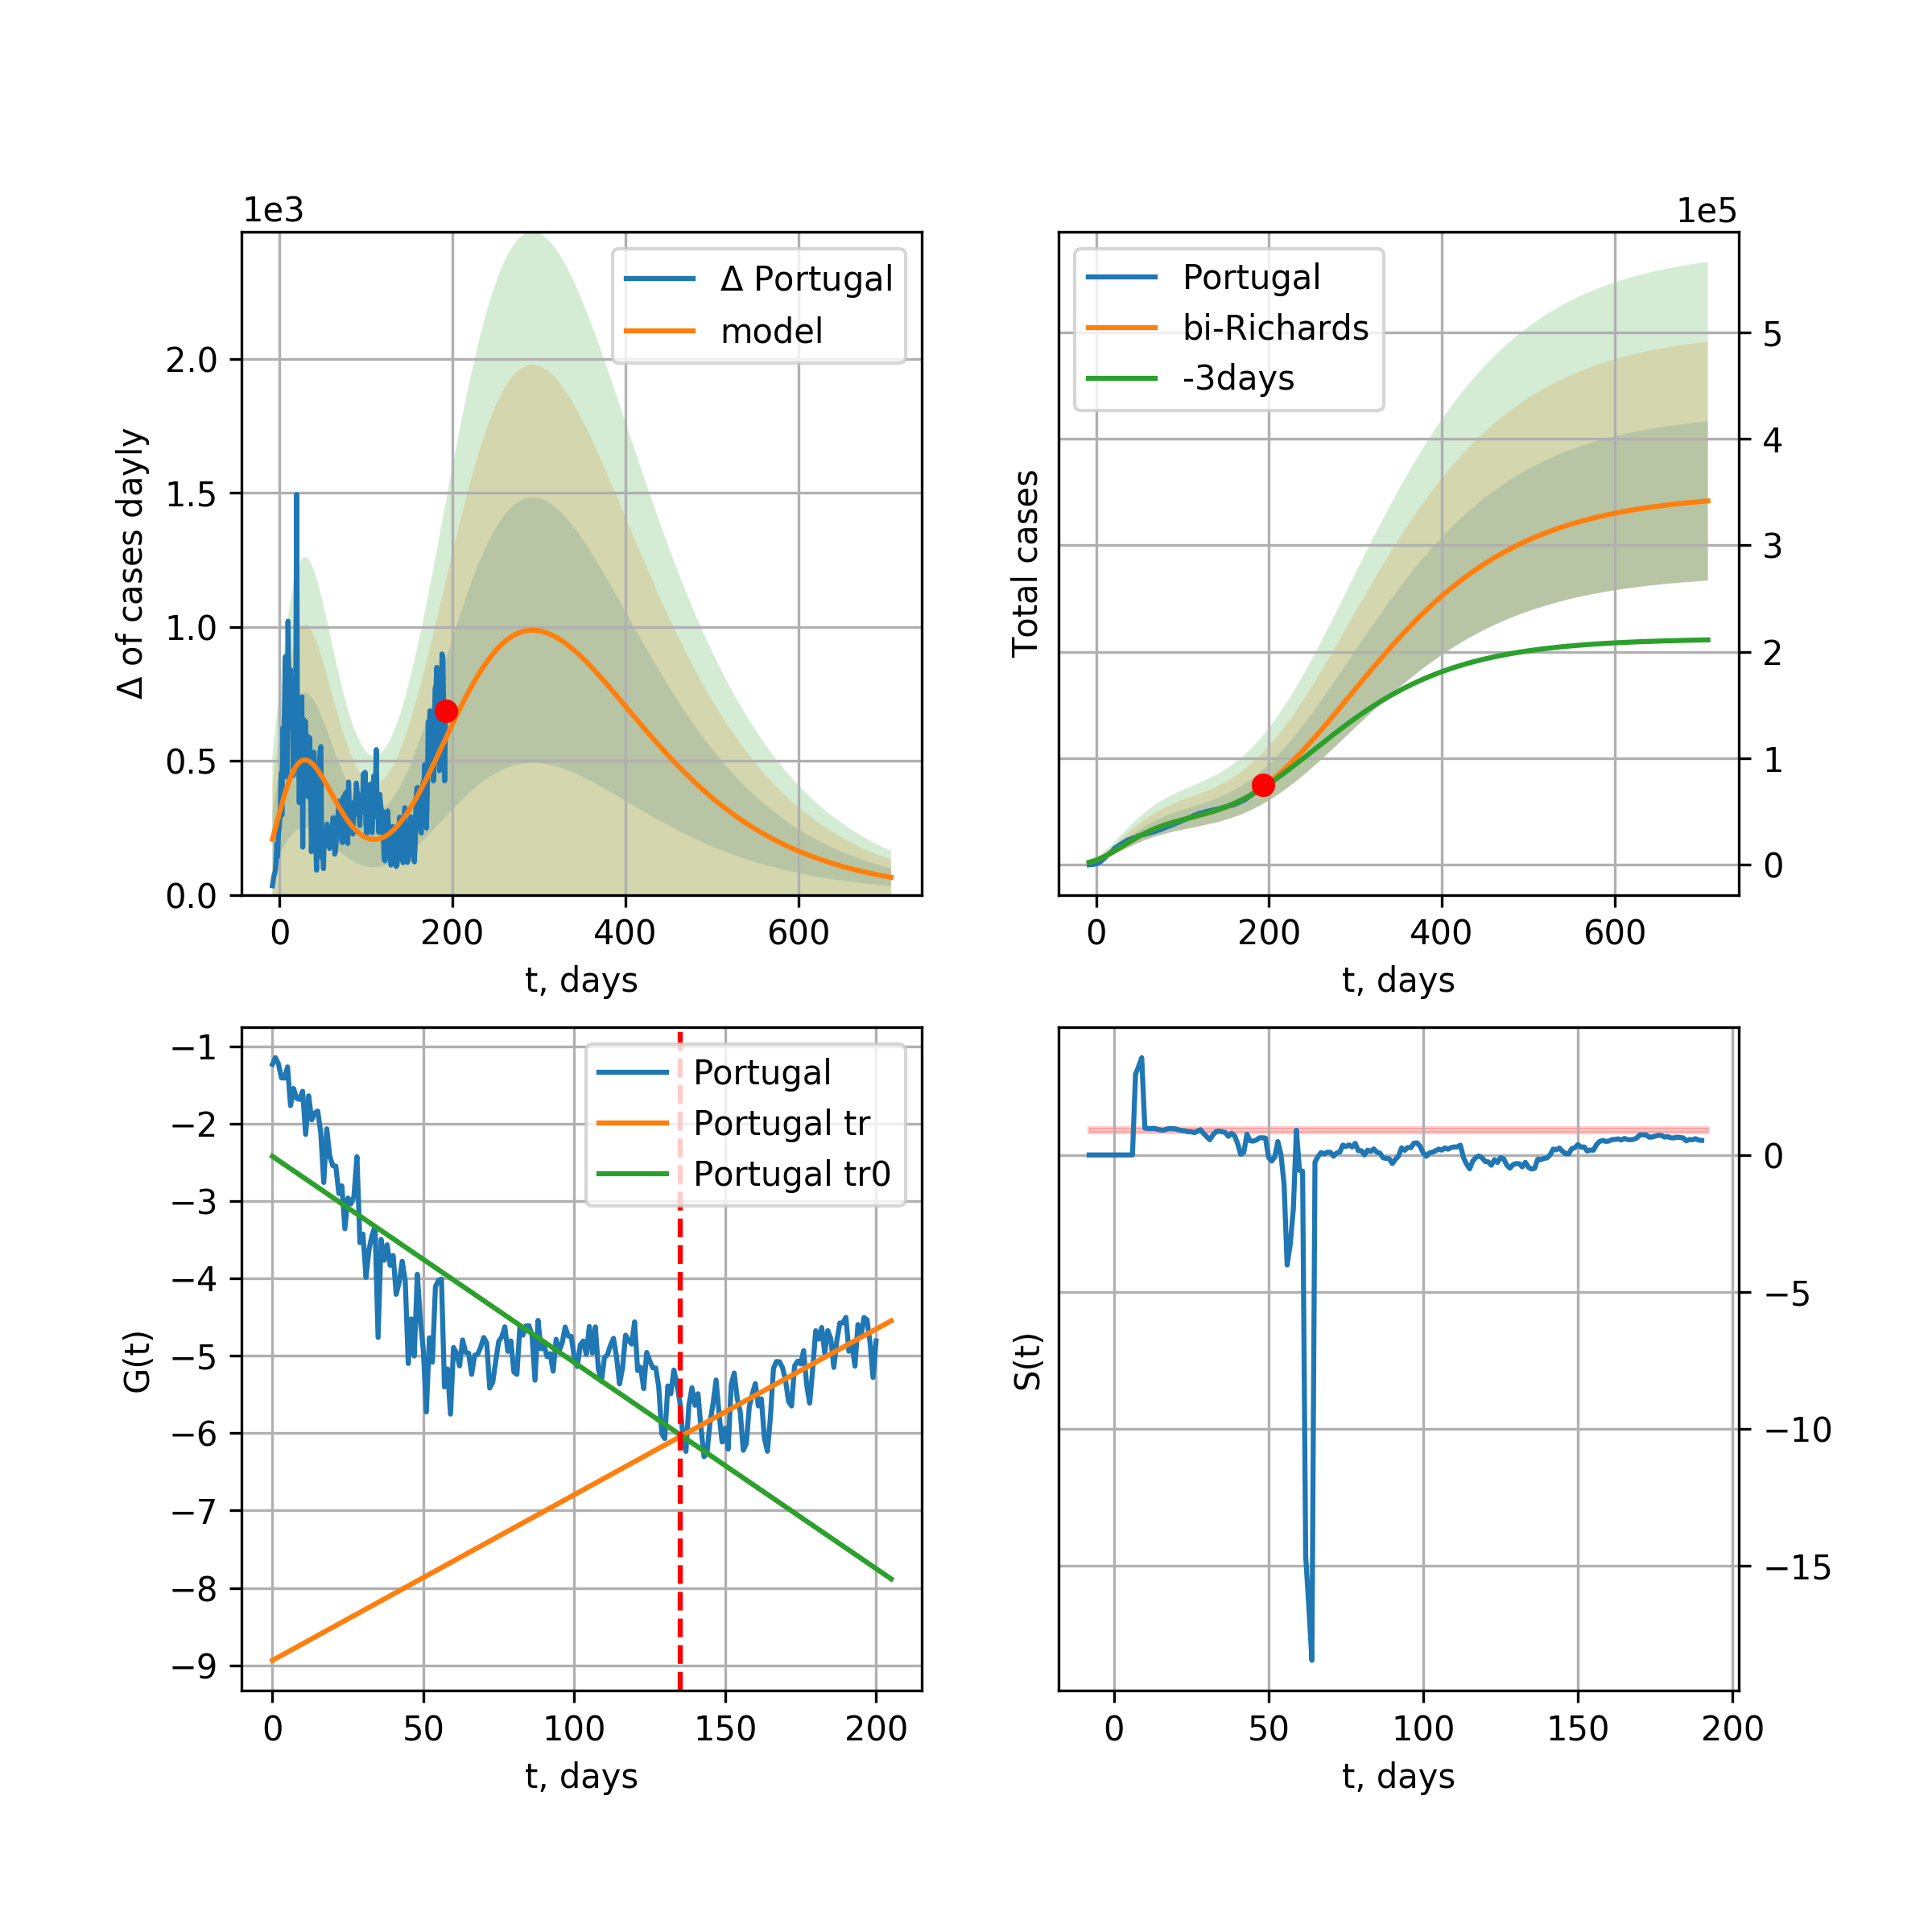 1e3
Δ of cases dayly
2.0
1.5
1.0
0.5
0.0
Δ Portugal
model
0 200 400 600
t, days
1e5
Total cases
Portugal
bi-Richards
-3days
5
4
3
2
1
0
0 200 400 600
t, days
G(t)
−1
−2
−3
−4
−5
−6
−7
−8
−9
Portugal
Portugal tr
Portugal tr0
0 50 100 150 200
t, days
S(t)
0
−5
−10
−15
0 50 100 150 200
t, days